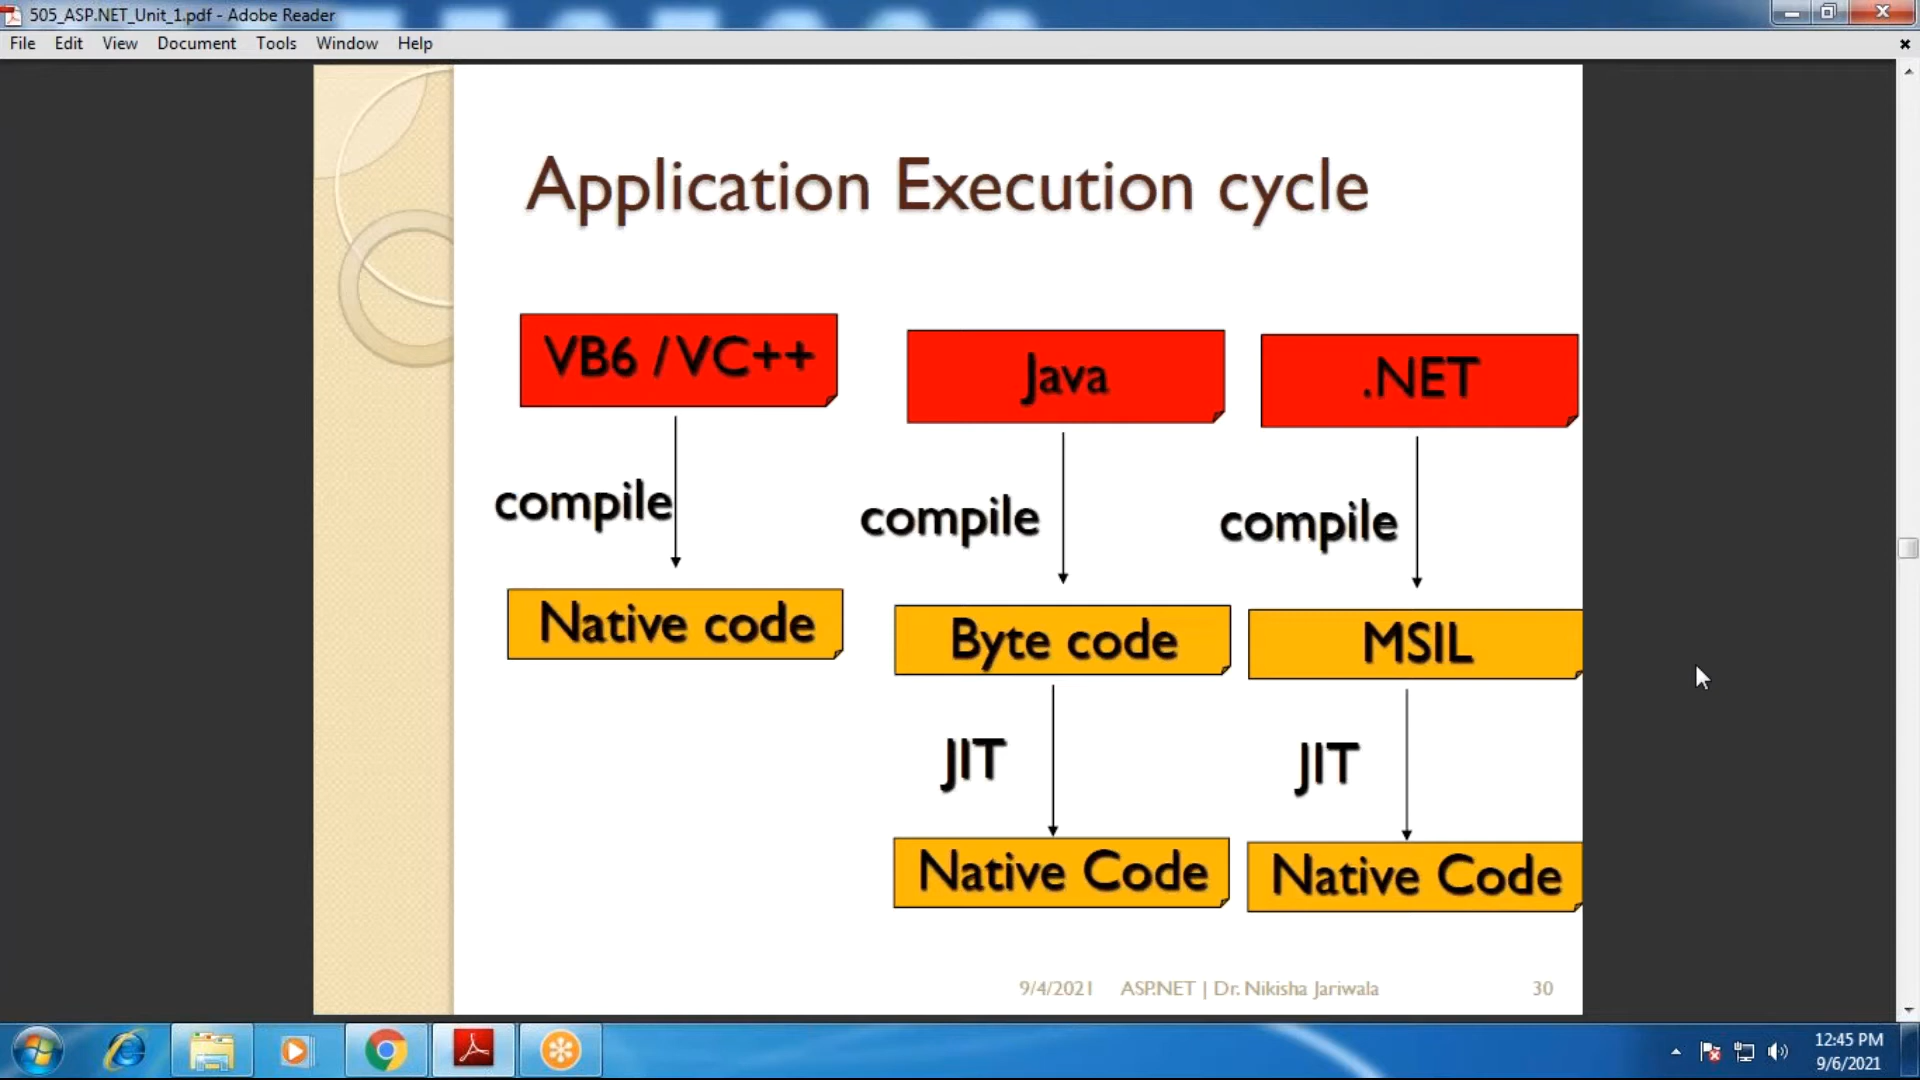 505_ASP.NET_Unit_1.pdf - Adobe Reader
File Edit View Document Tools Window Help
Application Execution cycle
VB6 / VC++
Java
.NET
compile
compile
compile
Native code
Byte code
MSIL
JIT
JIT
Native Code
Native Code
9/4/2021 ASP.NET | Dr. Nikisha Jariwala 30
12:45 PM
9/6/2021